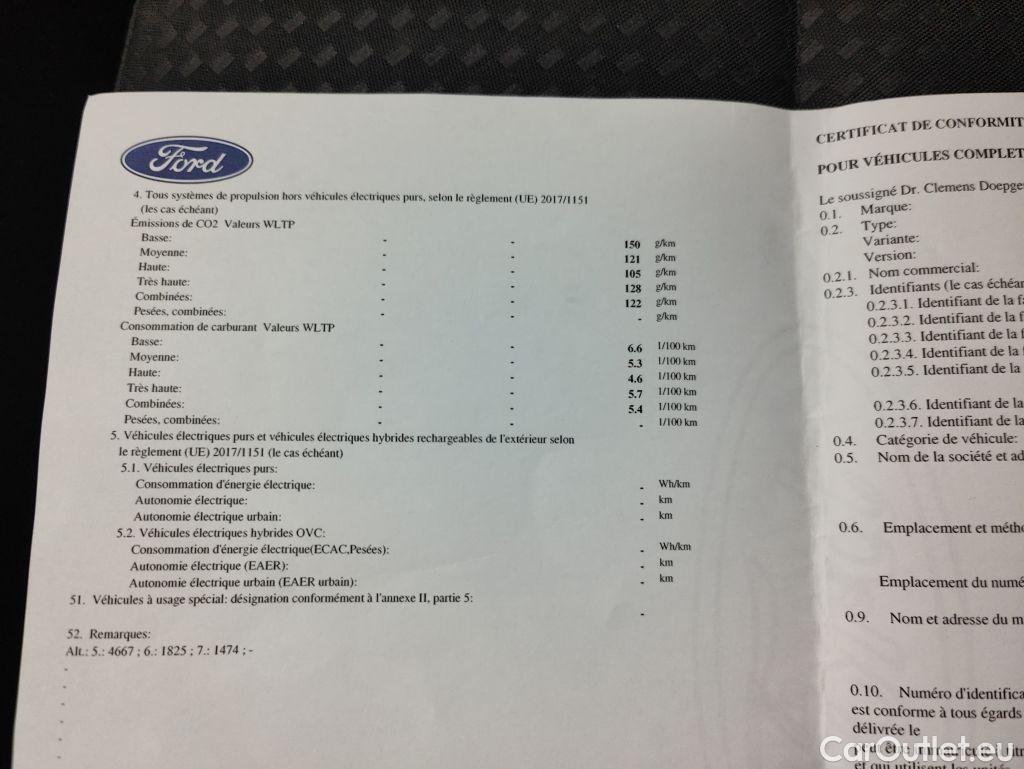 Ford
4. Tous systèmes de propulsion hors véhicules électriques purs, selon le règlement (UE) 2017/1151
(les cas échéant)
Émissions de CO2 Valeurs WLTP
Basse: - - 150 g/km
Moyenne: - - 121 g/km
Haute: - - 105 g/km
Très haute: - - 128 g/km
Combinées: - - 122 g/km
Pesées, combinées: - g/km
Consommation de carburant Valeurs WLTP
Basse: - - 6.6 l/100 km
Moyenne: - - 5.3 l/100 km
Haute: - - 4.6 l/100 km
Très haute: - - 5.7 l/100 km
Combinées: - - 5.4 l/100 km
Pesées, combinées: - - - l/100 km
5. Véhicules électriques purs et véhicules électriques hybrides rechargeables de l'extérieur selon
le règlement (UE) 2017/1151 (le cas échéant)
5.1. Véhicules électriques purs:
Consommation d'énergie électrique: - Wh/km
Autonomie électrique: - km
Autonomie électrique urbain: - km
5.2. Véhicules électriques hybrides OVC:
Consommation d'énergie électrique(ECAC,Pesées): - Wh/km
Autonomie électrique (EAER): - km
Autonomie électrique urbain (EAER urbain): - km
51. Véhicules à usage spécial: désignation conformément à l'annexe II, partie 5:
-
52. Remarques:
Alt.: 5.: 4667 ; 6.: 1825 ; 7.: 1474 ; -
CERTIFICAT DE CONFORMIT
POUR VÉHICULES COMPLET
Le soussigné Dr. Clemens Doepge
0.1. Marque:
0.2. Type:
Variante:
Version:
0.2.1. Nom commercial:
0.2.3. Identifiants (le cas échéan
0.2.3.1. Identifiant de la fa
0.2.3.2. Identifiant de la f
0.2.3.3. Identifiant de la f
0.2.3.4. Identifiant de la f
0.2.3.5. Identifiant de la
0.2.3.6. Identifiant de la
0.2.3.7. Identifiant de la
0.4. Catégorie de véhicule:
0.5. Nom de la société et ad
0.6. Emplacement et métho
Emplacement du numé
0.9. Nom et adresse du m
0.10. Numéro d'identifica
est conforme à tous égards
délivrée le
CarOutlet.eu